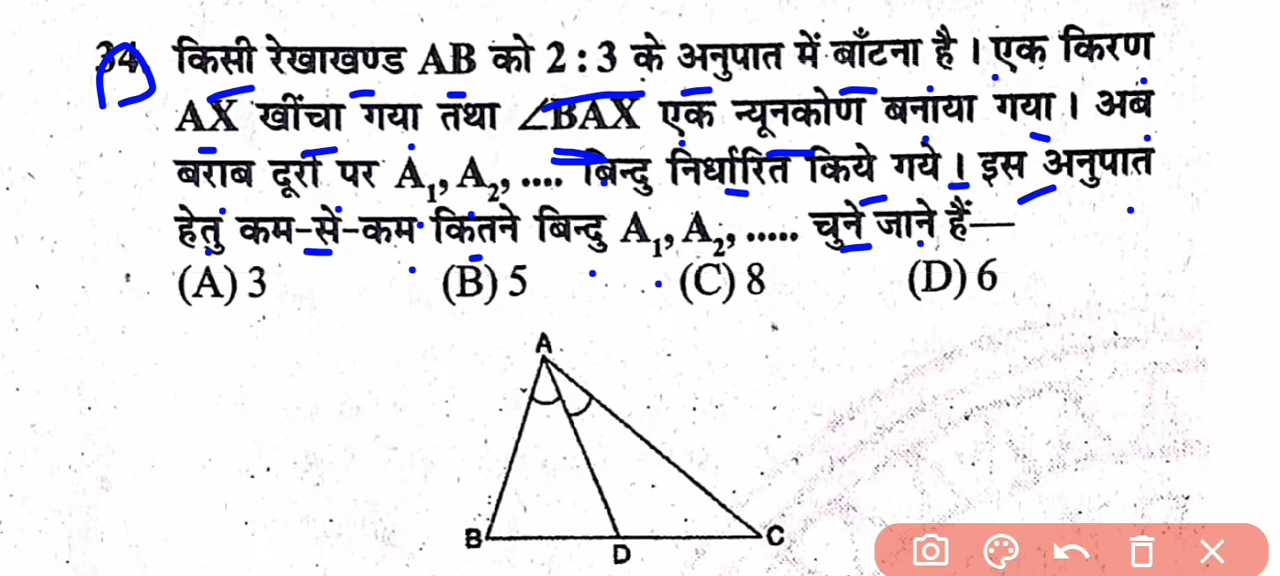 34. किसी रेखाखण्ड AB को 2 : 3 के अनुपात में बाँटना है । एक किरण
AX खींचा गया तथा ∠BAX एक न्यूनकोण बनाया गया । अब
बराब दूरी पर A₁, A₂, .... बिन्दु निर्धारित किये गये । इस अनुपात
हेतु कम-से-कम कितने बिन्दु A₁, A₂, ..... चुने जाने हैं—
(A) 3 (B) 5 (C) 8 (D) 6
A
B D C